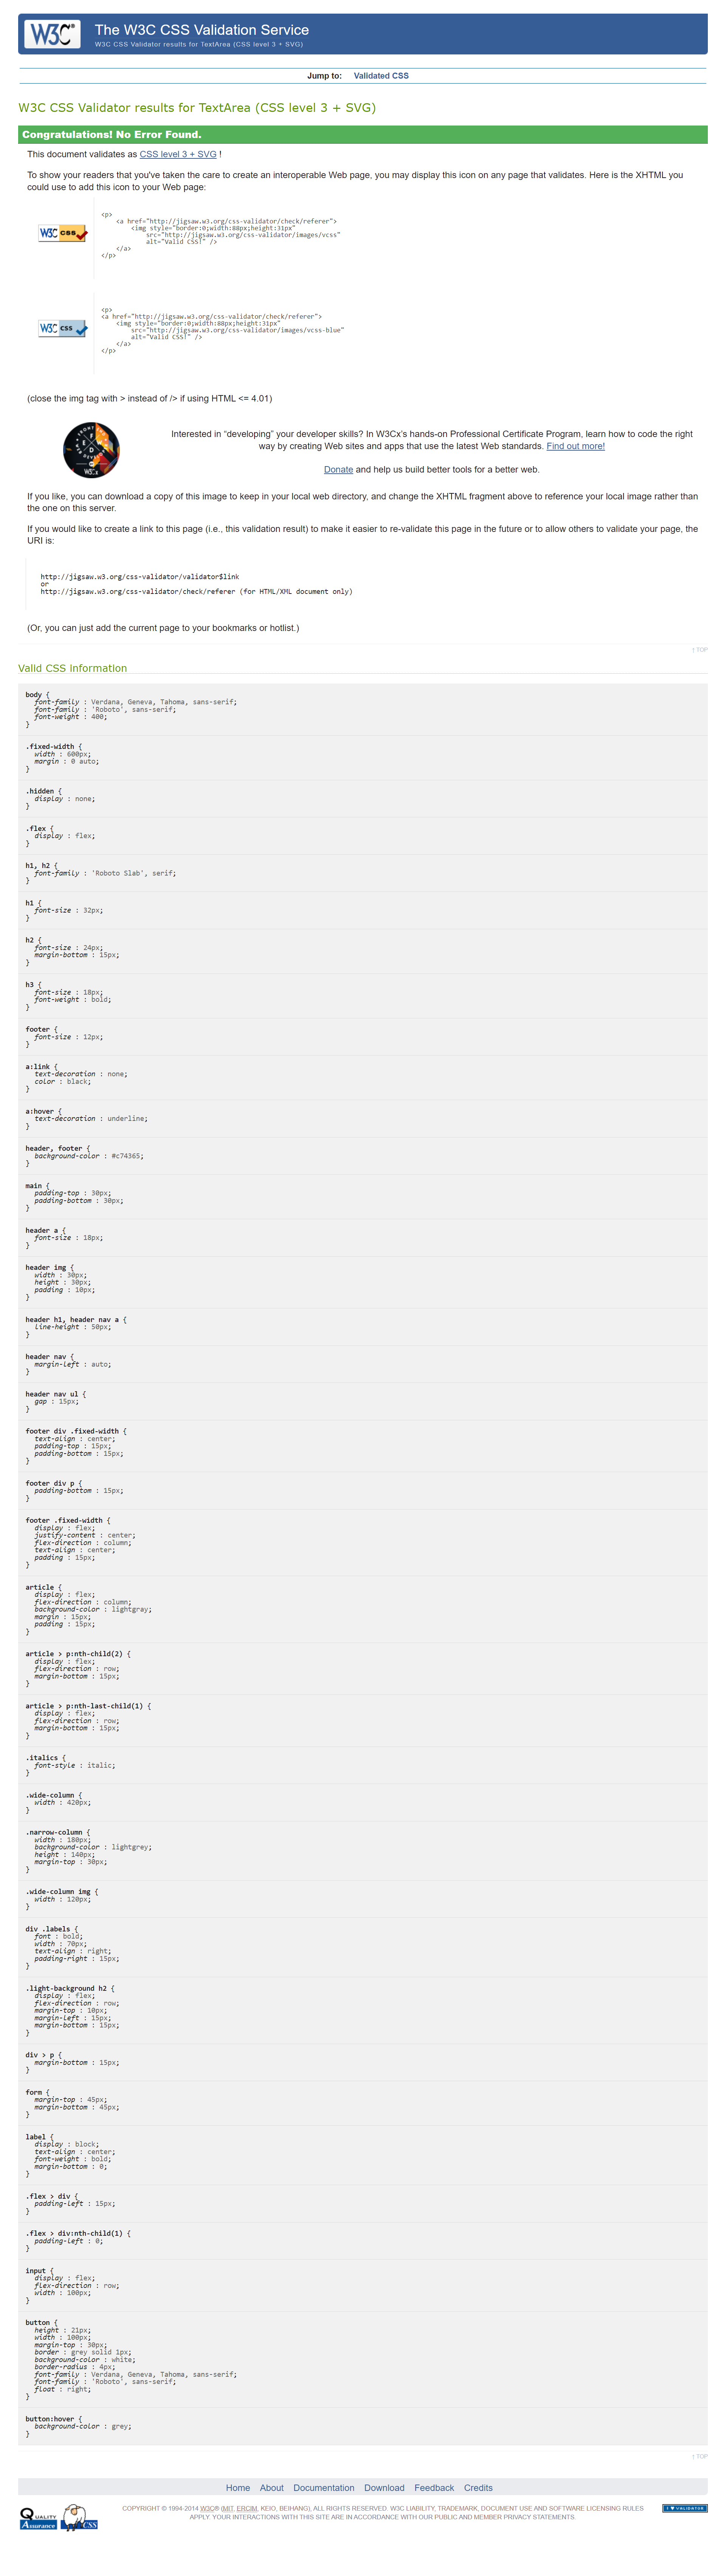 W3C®
The W3C CSS Validation Service
W3C CSS Validator results for TextArea (CSS level 3 + SVG)
Jump to: Validated CSS
W3C CSS Validator results for TextArea (CSS level 3 + SVG)
Congratulations! No Error Found.
This document validates as CSS level 3 + SVG !
To show your readers that you've taken the care to create an interoperable Web page, you may display this icon on any page that validates. Here is the XHTML you
could use to add this icon to your Web page:
W3C css
<p>
<a href="http://jigsaw.w3.org/css-validator/check/referer">
<img style="border:0;width:88px;height:31px"
src="http://jigsaw.w3.org/css-validator/images/vcss"
alt="Valid CSS!" />
</a>
</p>
W3C css
<p>
<a href="http://jigsaw.w3.org/css-validator/check/referer">
<img style="border:0;width:88px;height:31px"
src="http://jigsaw.w3.org/css-validator/images/vcss-blue"
alt="Valid CSS!" />
</a>
</p>
(close the img tag with > instead of /> if using HTML <= 4.01)
Interested in “developing” your developer skills? In W3Cx’s hands-on Professional Certificate Program, learn how to code the right
way by creating Web sites and apps that use the latest Web standards. Find out more!
Donate and help us build better tools for a better web.
If you like, you can download a copy of this image to keep in your local web directory, and change the XHTML fragment above to reference your local image rather than
the one on this server.
If you would like to create a link to this page (i.e., this validation result) to make it easier to re-validate this page in the future or to allow others to validate your page, the
URI is:
http://jigsaw.w3.org/css-validator/validator$link
or
http://jigsaw.w3.org/css-validator/check/referer (for HTML/XML document only)
(Or, you can just add the current page to your bookmarks or hotlist.)
↑ TOP
Valid CSS information
body {
font-family : Verdana, Geneva, Tahoma, sans-serif;
font-family : 'Roboto', sans-serif;
font-weight : 400;
}
.fixed-width {
width : 600px;
margin : 0 auto;
}
.hidden {
display : none;
}
.flex {
display : flex;
}
h1, h2 {
font-family : 'Roboto Slab', serif;
}
h1 {
font-size : 32px;
}
h2 {
font-size : 24px;
margin-bottom : 15px;
}
h3 {
font-size : 18px;
font-weight : bold;
}
footer {
font-size : 12px;
}
a:link {
text-decoration : none;
color : black;
}
a:hover {
text-decoration : underline;
}
header, footer {
background-color : #c74365;
}
main {
padding-top : 30px;
padding-bottom : 30px;
}
header a {
font-size : 18px;
}
header img {
width : 30px;
height : 30px;
padding : 10px;
}
header h1, header nav a {
line-height : 50px;
}
header nav {
margin-left : auto;
}
header nav ul {
gap : 15px;
}
footer div .fixed-width {
text-align : center;
padding-top : 15px;
padding-bottom : 15px;
}
footer div p {
padding-bottom : 15px;
}
footer .fixed-width {
display : flex;
justify-content : center;
flex-direction : column;
text-align : center;
padding : 15px;
}
article {
display : flex;
flex-direction : column;
background-color : lightgray;
margin : 15px;
padding : 15px;
}
article > p:nth-child(2) {
display : flex;
flex-direction : row;
margin-bottom : 15px;
}
article > p:nth-last-child(1) {
display : flex;
flex-direction : row;
margin-bottom : 15px;
}
.italics {
font-style : italic;
}
.wide-column {
width : 420px;
}
.narrow-column {
width : 180px;
background-color : lightgrey;
height : 140px;
margin-top : 30px;
}
.wide-column img {
width : 120px;
}
div .labels {
font : bold;
width : 70px;
text-align : right;
padding-right : 15px;
}
.light-background h2 {
display : flex;
flex-direction : row;
margin-top : 10px;
margin-left : 15px;
margin-bottom : 15px;
}
div > p {
margin-bottom : 15px;
}
form {
margin-top : 45px;
margin-bottom : 45px;
}
label {
display : block;
text-align : center;
font-weight : bold;
margin-bottom : 0;
}
.flex > div {
padding-left : 15px;
}
.flex > div:nth-child(1) {
padding-left : 0;
}
input {
display : flex;
flex-direction : row;
width : 100px;
}
button {
height : 21px;
width : 100px;
margin-top : 30px;
border : grey solid 1px;
background-color : white;
border-radius : 4px;
font-family : Verdana, Geneva, Tahoma, sans-serif;
font-family : 'Roboto', sans-serif;
float : right;
}
button:hover {
background-color : grey;
}
↑ TOP
Home About Documentation Download Feedback Credits
QUALITY
Assurance
CSS
COPYRIGHT © 1994-2014 W3C® (MIT, ERCIM, KEIO, BEIHANG), ALL RIGHTS RESERVED. W3C LIABILITY, TRADEMARK, DOCUMENT USE AND SOFTWARE LICENSING RULES
APPLY. YOUR INTERACTIONS WITH THIS SITE ARE IN ACCORDANCE WITH OUR PUBLIC AND MEMBER PRIVACY STATEMENTS.
I ♥ VALIDATOR